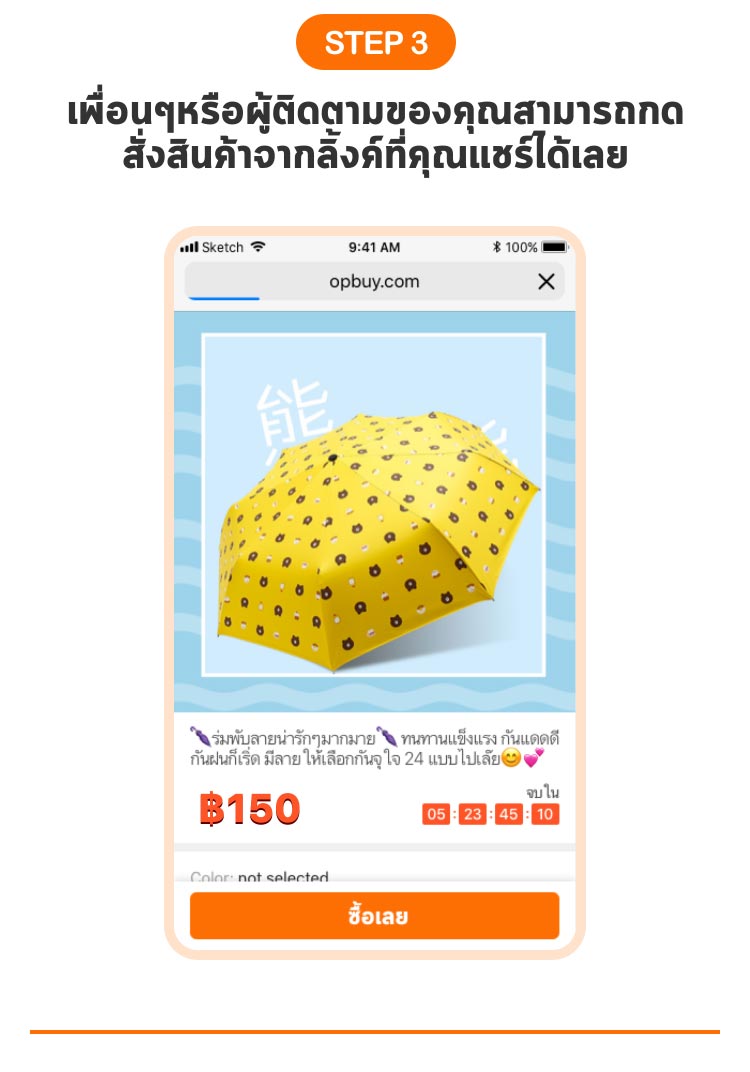 STEP 3
เพื่อนๆหรือผู้ติดตามของคุณสามารถกด
สั่งสินค้าจากลิ้งค์ที่คุณแชร์ได้เลย
Sketch 9:41 AM 100%
opbuy.com
熊
🌂ร่มพับลายน่ารักๆมากมาย🌂 ทนทานแข็งแรง กันแดดดี
กันฝนก็เริ่ด มีลาย ให้เลือกกันจุ ใจ 24 แบบไปเล๊ย😊💕
จบใน
฿150 05 : 23 : 45 : 10
Color: not selected
ซื้อเลย